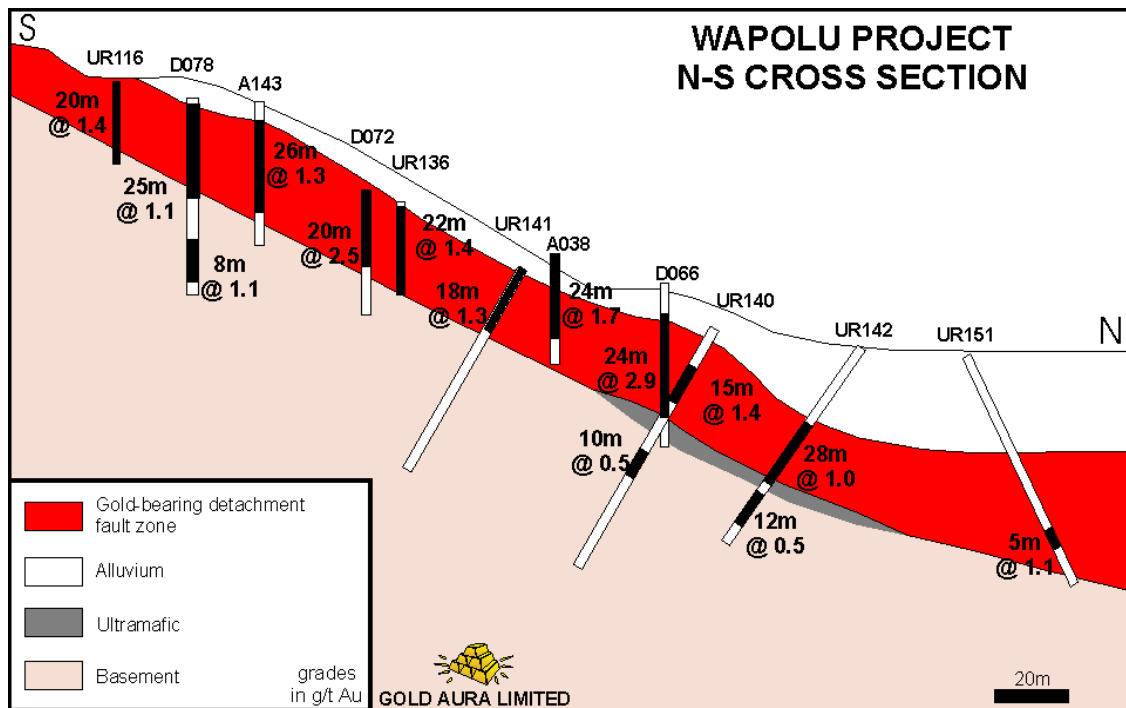 S
WAPOLU PROJECT
N-S CROSS SECTION
UR116
D078
A143
D072
UR136
UR141
A038
D066
UR140
UR142
UR151
N
20m
@ 1.4
25m
@ 1.1
8m
@ 1.1
26m
@ 1.3
20m
@ 2.5
22m
@ 1.4
18m
@ 1.3
24m
@ 1.7
24m
@ 2.9
10m
@ 0.5
15m
@ 1.4
28m
@ 1.0
12m
@ 0.5
5m
@ 1.1
Gold-bearing detachment
fault zone
Alluvium
Ultramafic
Basement
grades
in g/t Au
GOLD AURA LIMITED
20m